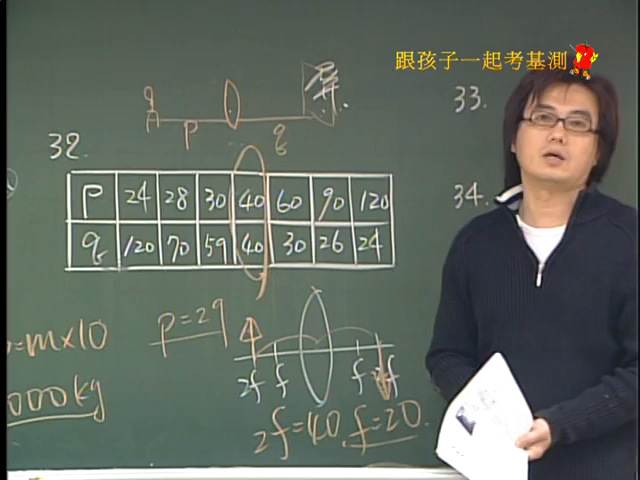 跟孩子一起考基測
屏
q
P
q
33.
32.
P 24 28 30 40 60 90 120
34.
q 120 70 59 40 30 26 24
P=29
=m×10
2f f f 2f
000kg
2f=40, f=20.